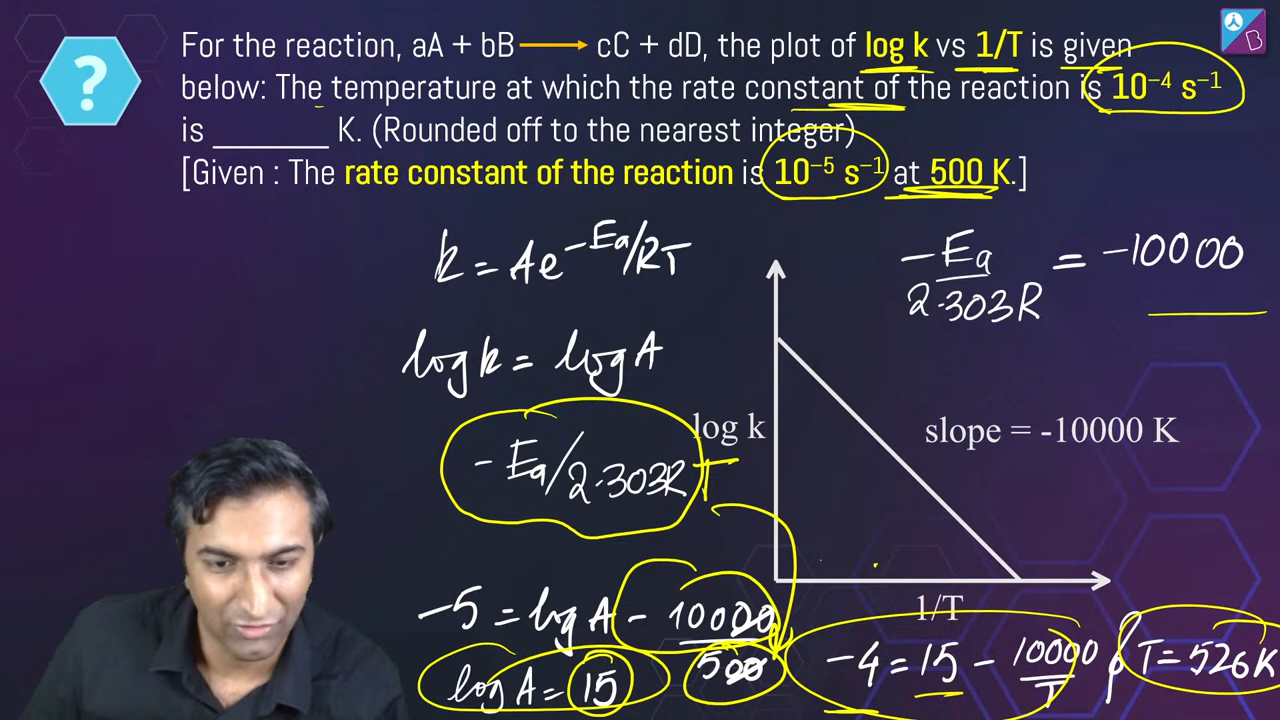 For the reaction, aA + bB ⟶ cC + dD, the plot of log k vs 1/T is given
below: The temperature at which the rate constant of the reaction is 10⁻⁴ s⁻¹
is ________ K. (Rounded off to the nearest integer)
[Given : The rate constant of the reaction is 10⁻⁵ s⁻¹ at 500 K.]
?
B
k = Ae^-Ea/RT
-Ea/2.303R = -10000
log k = log A
- Ea/2.303RT
log k
slope = -10000 K
1/T
-5 = log A - 10000/500
log A = 15
-4 = 15 - 10000/T
T = 526K